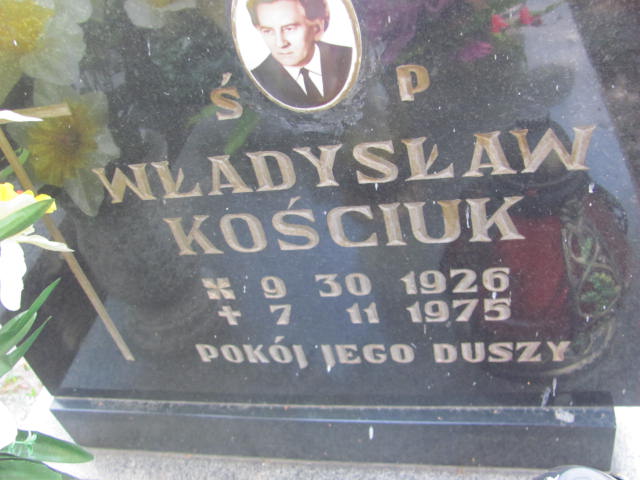 Ś P
WŁADYSŁAW
KOŚCIUK
9 30 1926
+ 7 11 1975
POKÓJ JEGO DUSZY